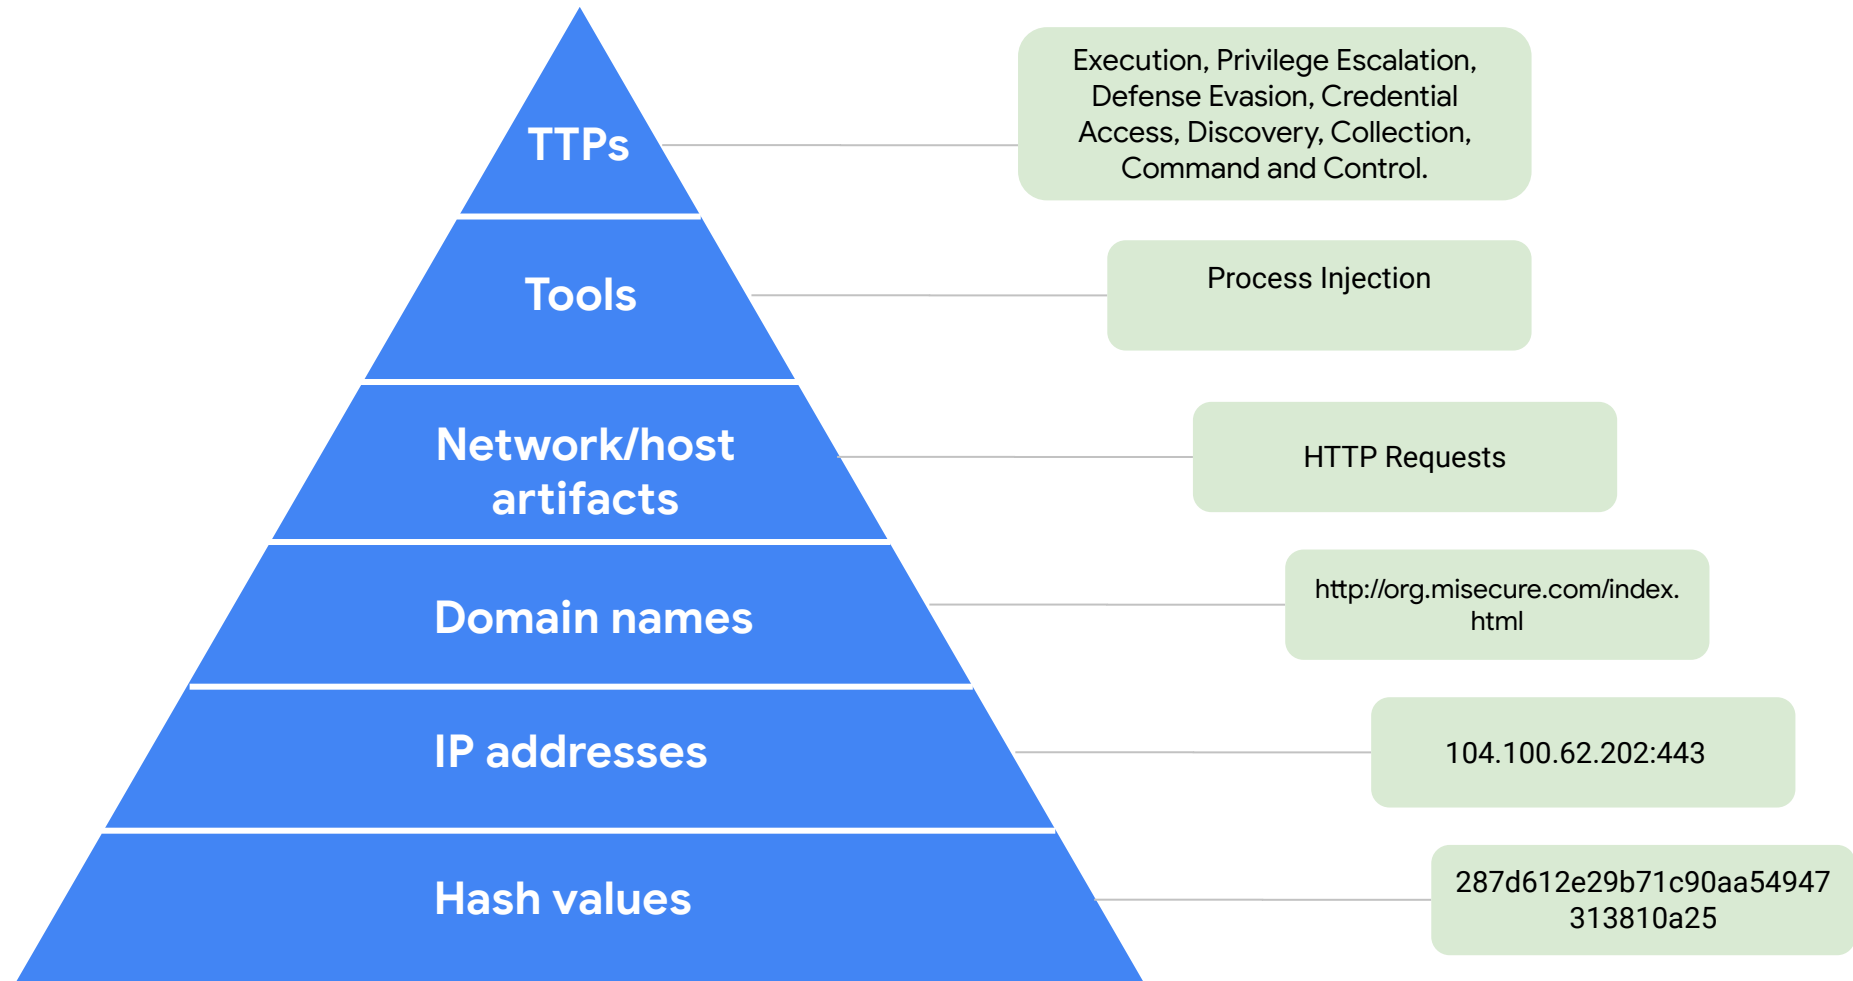 TTPs
Execution, Privilege Escalation,
Defense Evasion, Credential
Access, Discovery, Collection,
Command and Control.
Tools
Process Injection
Network/host
artifacts
HTTP Requests
Domain names
http://org.misecure.com/index.
html
IP addresses
104.100.62.202:443
Hash values
287d612e29b71c90aa54947
313810a25